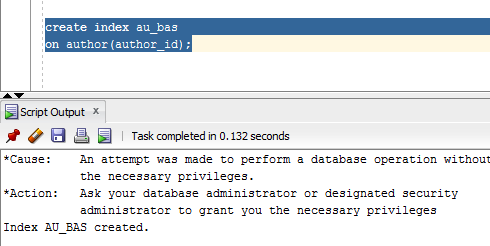 create index au_bas
on author(author_id);
Script Output x
Task completed in 0.132 seconds
*Cause: An attempt was made to perform a database operation without
the necessary privileges.
*Action: Ask your database administrator or designated security
administrator to grant you the necessary privileges
Index AU_BAS created.